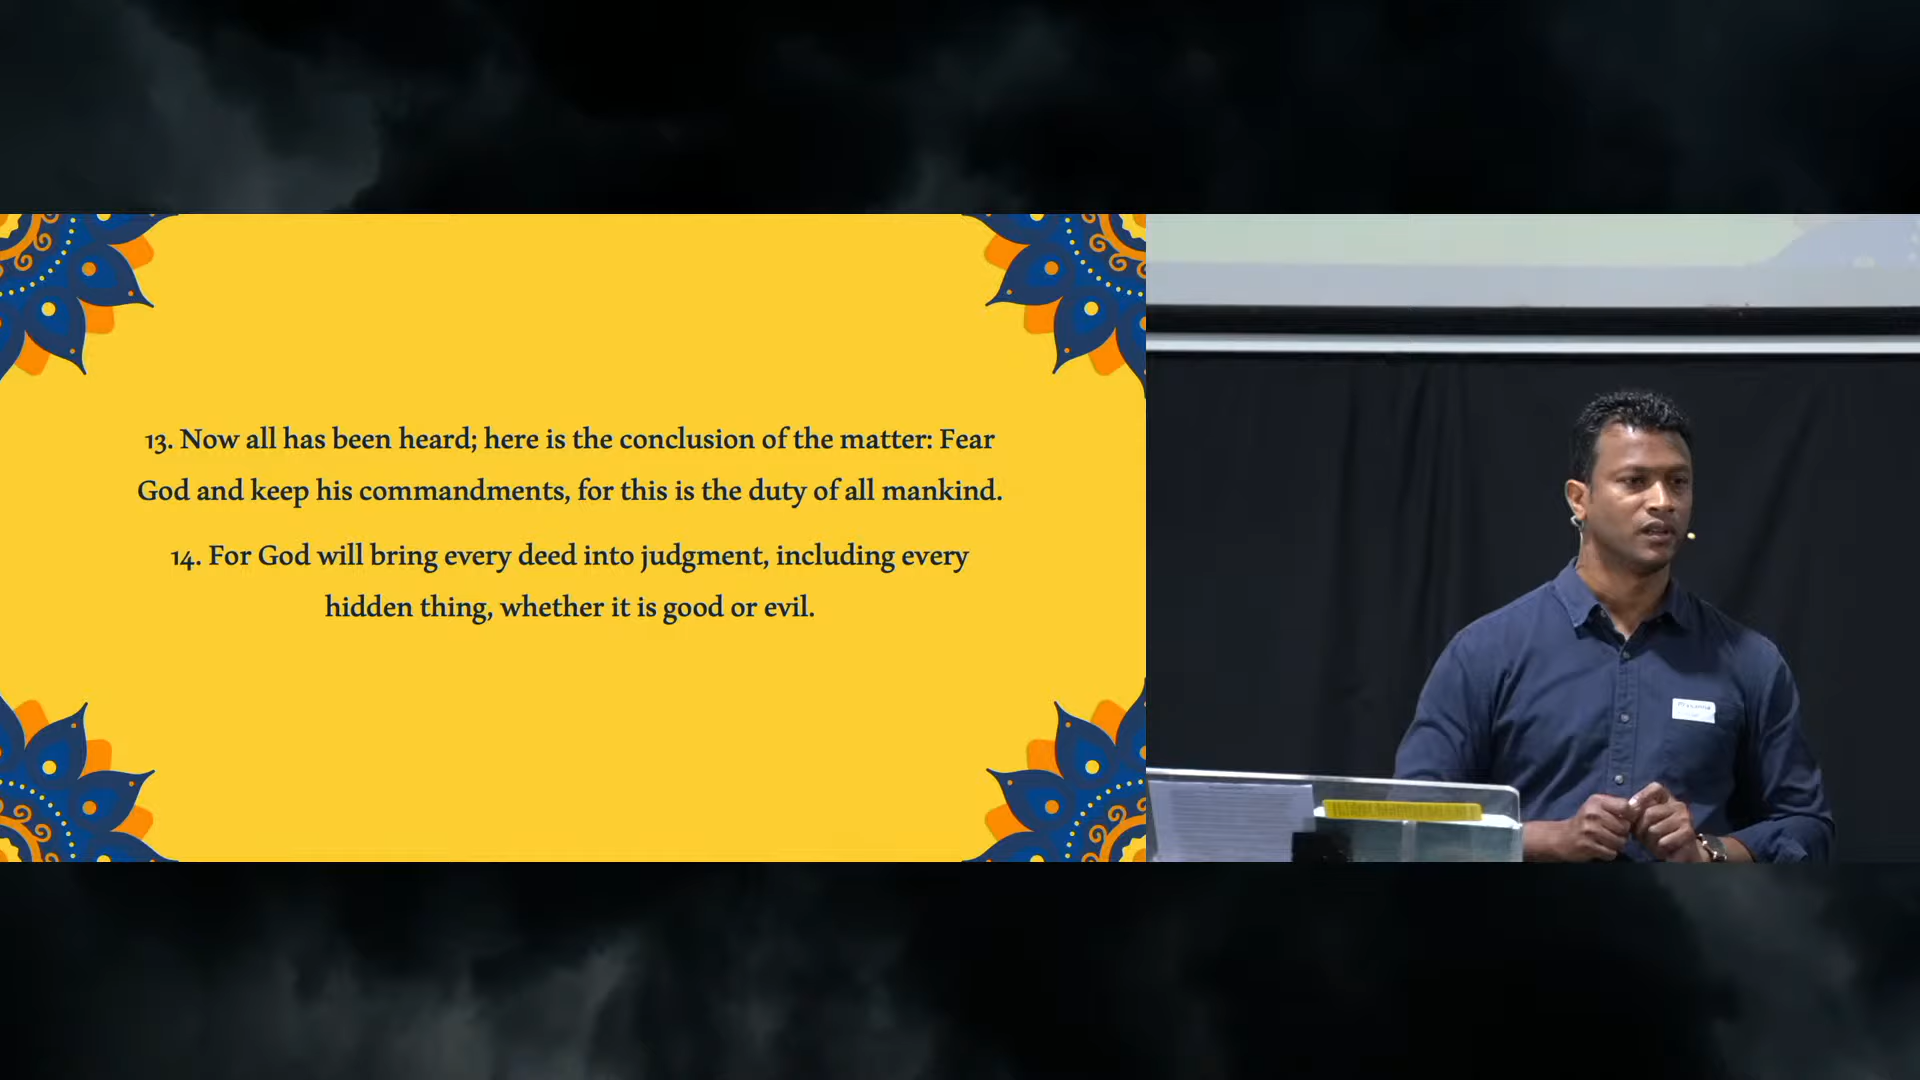 13. Now all has been heard; here is the conclusion of the matter: Fear
God and keep his commandments, for this is the duty of all mankind.
14. For God will bring every deed into judgment, including every
hidden thing, whether it is good or evil.